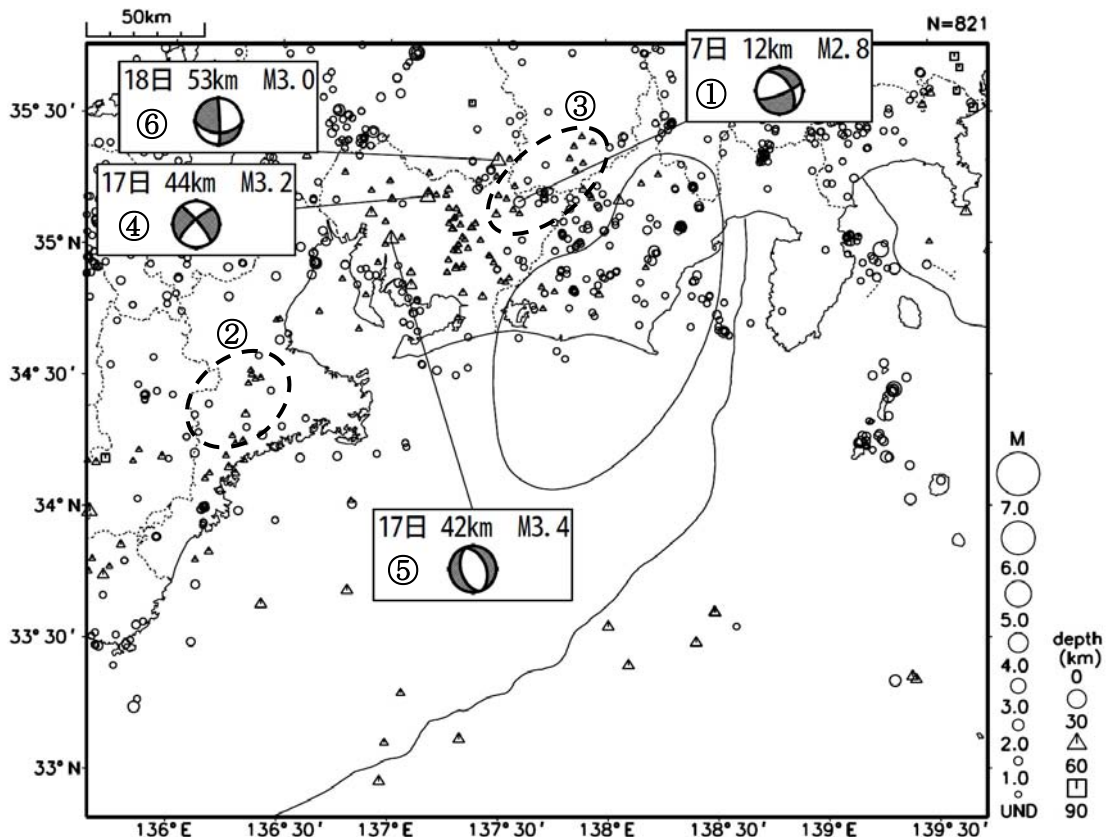 50km
N=821
7日 12km M2.8
①
18日 53km M3.0
⑥
③
17日 44km M3.2
④
②
17日 42km M3.4
⑤
35° 30′
35° N
34° 30′
34° N
33° 30′
33° N
136° E
136° 30′
137° E
137° 30′
138° E
138° 30′
139° E
139° 30′
M
7.0
6.0
5.0
4.0
3.0
2.0
1.0
UND
depth
(km)
0
30
60
90